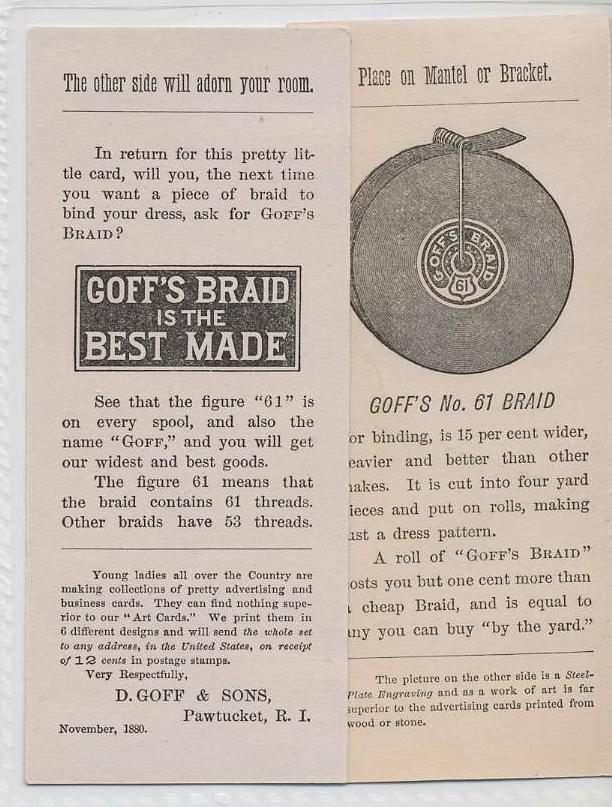 The other side will adorn your room.
In return for this pretty lit-
tle card, will you, the next time
you want a piece of braid to
bind your dress, ask for GOFF'S
BRAID?
GOFF'S BRAID
IS THE
BEST MADE
See that the figure "61" is
on every spool, and also the
name "GOFF," and you will get
our widest and best goods.
The figure 61 means that
the braid contains 61 threads.
Other braids have 53 threads.
Young ladies all over the Country are
making collections of pretty advertising and
business cards. They can find nothing supe-
rior to our "Art Cards." We print them in
6 different designs and will send the whole set
to any address, in the United States, on receipt
of 12 cents in postage stamps.
Very Respectfully,
D. GOFF & SONS,
Pawtucket, R. I.
November, 1880.
Place on Mantel or Bracket.
GOFF'S BRAID
61
GOFF'S No. 61 BRAID
or binding, is 15 per cent wider,
eavier and better than other
akes. It is cut into four yard
ieces and put on rolls, making
ust a dress pattern.
A roll of "GOFF'S BRAID"
osts you but one cent more than
cheap Braid, and is equal to
ny you can buy "by the yard."
The picture on the other side is a Steel-
Plate Engraving and as a work of art is far
superior to the advertising cards printed from
wood or stone.